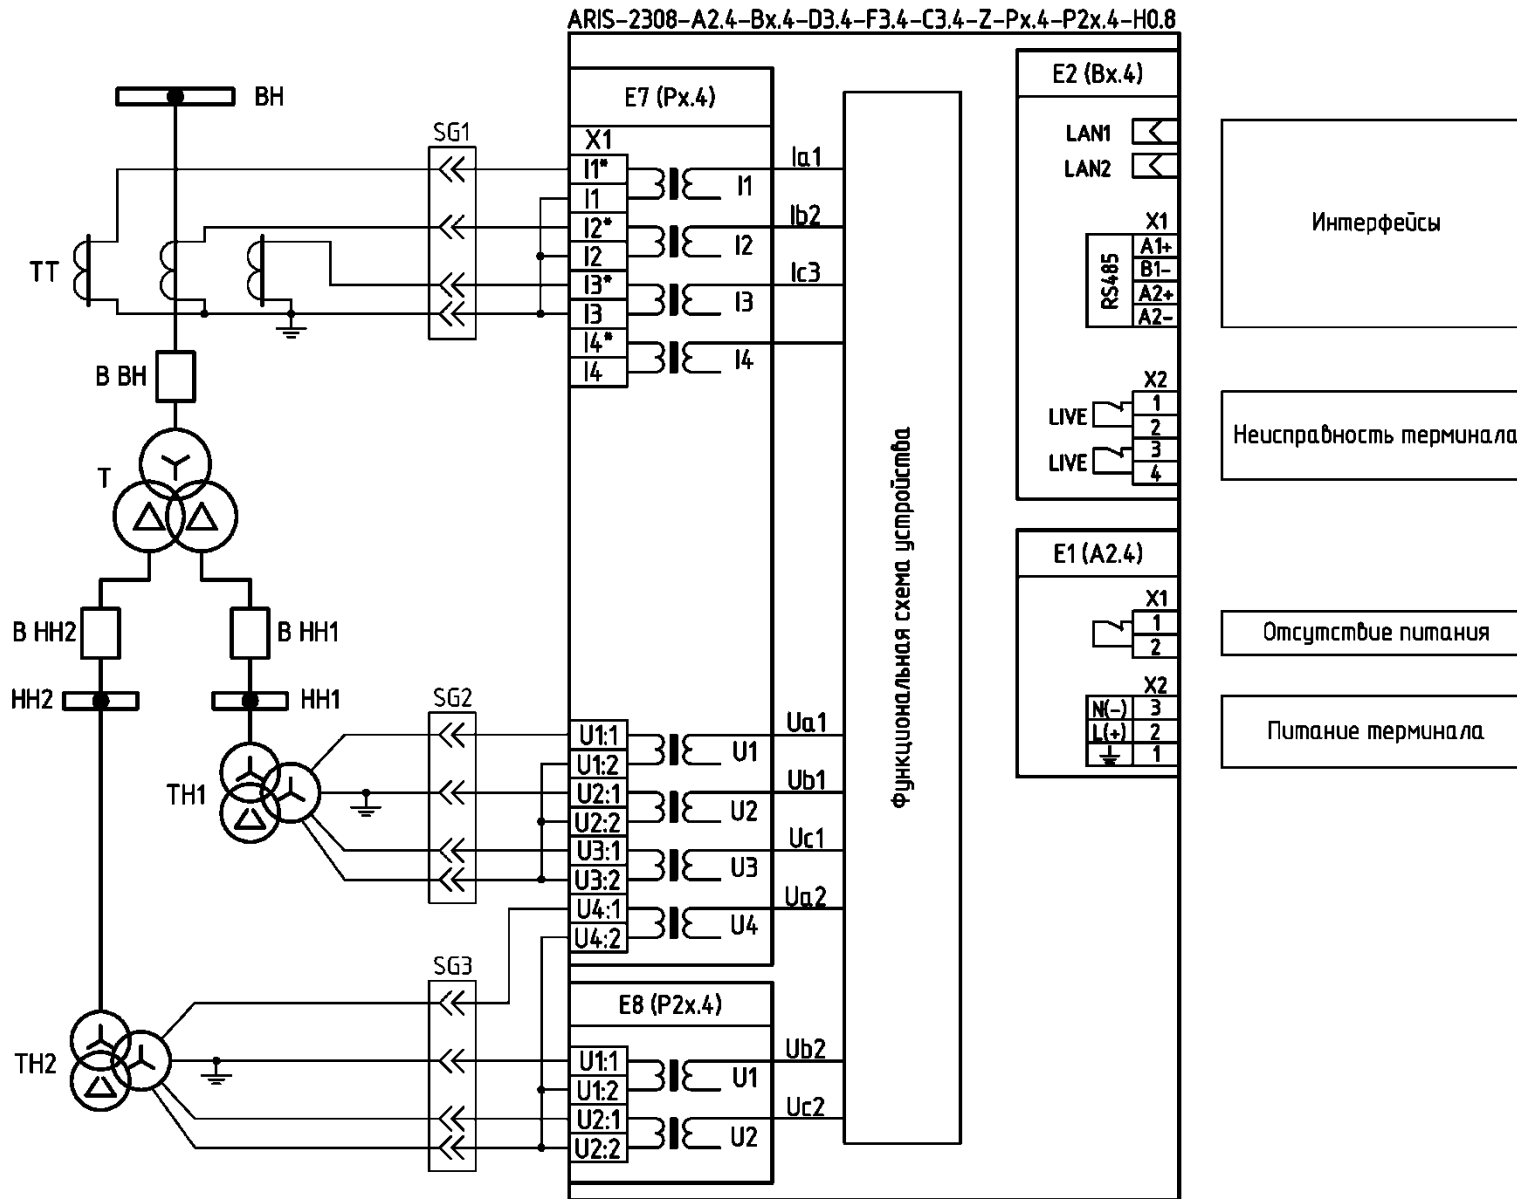 ARIS-2308-A2.4-Bx.4-D3.4-F3.4-C3.4-Z-Px.4-P2x.4-H0.8
ВН
SG1
E7 (Px.4)
X1
I1*
I1
I2*
I2
I3*
I3
I4*
I4
I1
I2
I3
I4
Ia1
Ib2
Ic3
ТТ
В ВН
Т
В НН2
В НН1
НН2
НН1
SG2
ТН1
U1:1
U1:2
U2:1
U2:2
U3:1
U3:2
U4:1
U4:2
U1
U2
U3
U4
Ua1
Ub1
Uc1
Ua2
SG3
ТН2
E8 (P2x.4)
U1:1
U1:2
U2:1
U2:2
U1
U2
Ub2
Uc2
Функциональная схема устройства
E2 (Bx.4)
LAN1
LAN2
X1
RS485
A1+
B1-
A2+
A2-
Интерфейсы
X2
LIVE
1
2
LIVE
3
4
Неисправность терминала
E1 (A2.4)
X1
1
2
Отсутствие питания
X2
N(-) 3
L(+) 2
1
Питание терминала